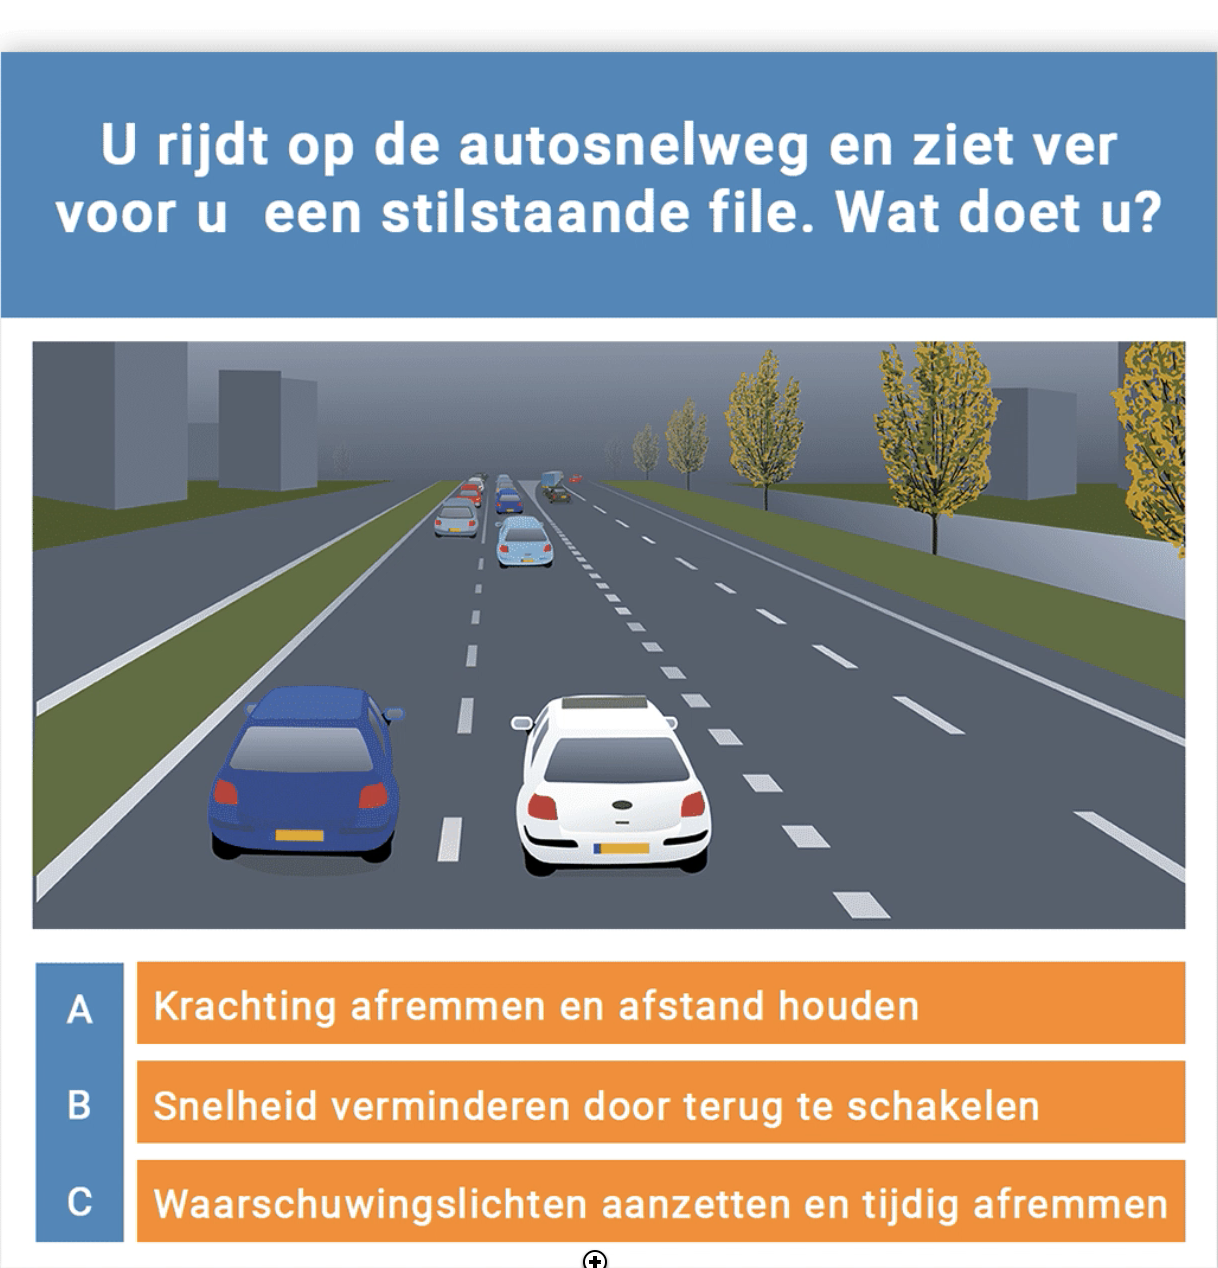 U rijdt op de autosnelweg en ziet ver
voor u een stilstaande file. Wat doet u?
A Krachting afremmen en afstand houden
B Snelheid verminderen door terug te schakelen
C Waarschuwingslichten aanzetten en tijdig afremmen